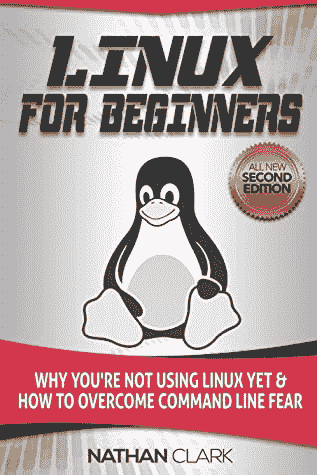 LINUX
FOR BEGINNERS
ALL NEW
SECOND
EDITION
WHY YOU'RE NOT USING LINUX YET &
HOW TO OVERCOME COMMAND LINE FEAR
NATHAN CLARK